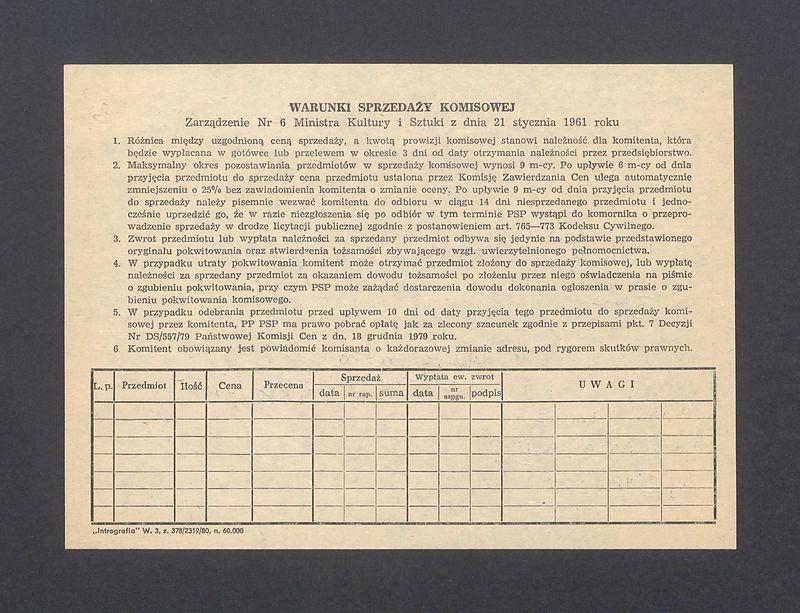 WARUNKI SPRZEDAŻY KOMISOWEJ
Zarządzenie Nr 6 Ministra Kultury i Sztuki z dnia 21 stycznia 1961 roku
1. Różnica między uzgodnioną ceną sprzedaży, a kwotą prowizji komisowej stanowi należność dla komitenta, która
będzie wypłacana w gotówce lub przelewem w okresie 3 dni od daty otrzymania należności przez przedsiębiorstwo.
2. Maksymalny okres pozostawiania przedmiotów w sprzedaży komisowej wynosi 9 m-cy. Po upływie 6 m-cy od dnia
przyjęcia przedmiotu do sprzedaży cena przedmiotu ustalona przez Komisję Zawierdzania Cen ulega automatycznie
zmniejszeniu o 25% bez zawiadomienia komitenta o zmianie oceny. Po upływie 9 m-cy od dnia przyjęcia przedmiotu
do sprzedaży należy pisemnie wezwać komitenta do odbioru w ciągu 14 dni niesprzedanego przedmiotu i jedno-
cześnie uprzedzić go, że w razie niezgłoszenia się po odbiór w tym terminie PSP wystąpi do komornika o przepro-
wadzenie sprzedaży w drodze licytacji publicznej zgodnie z postanowieniem art. 765—773 Kodeksu Cywilnego.
3. Zwrot przedmiotu lub wypłata należności za sprzedany przedmiot odbywa się jedynie na podstawie przedstawionego
oryginału pokwitowania oraz stwierdzenia tożsamości zbywającego wzgl. uwierzytelnionego pełnomocnictwa.
4. W przypadku utraty pokwitowania komitent może otrzymać przedmiot złożony do sprzedaży komisowej, lub wypłatę
należności za sprzedany przedmiot za okazaniem dowodu tożsamości po złożeniu przez niego oświadczenia na piśmie
o zgubieniu pokwitowania, przy czym PSP może zażądać dostarczenia dowodu dokonania ogłoszenia w prasie o zgu-
bieniu pokwitowania komisowego.
5. W przypadku odebrania przedmiotu przed upływem 10 dni od daty przyjęcia tego przedmiotu do sprzedaży komi-
sowej przez komitenta, PP PSP ma prawo pobrać opłatę jak za zlecony szacunek zgodnie z przepisami pkt. 7 Decyzji
Nr DS/557/79 Państwowej Komisji Cen z dn. 18 grudnia 1979 roku.
6 Komitent obowiązany jest powiadomić komisanta o każdorazowej zmianie adresu, pod rygorem skutków prawnych.
L. p. Przedmiot Ilość Cena Przecena Sprzedaż Wypłata ew. zwrot UWAGI
data nr rap. suma data nr aspgn. podpis
„Introgra­fia" W. 3, z. 378/2319/80, n. 60.000